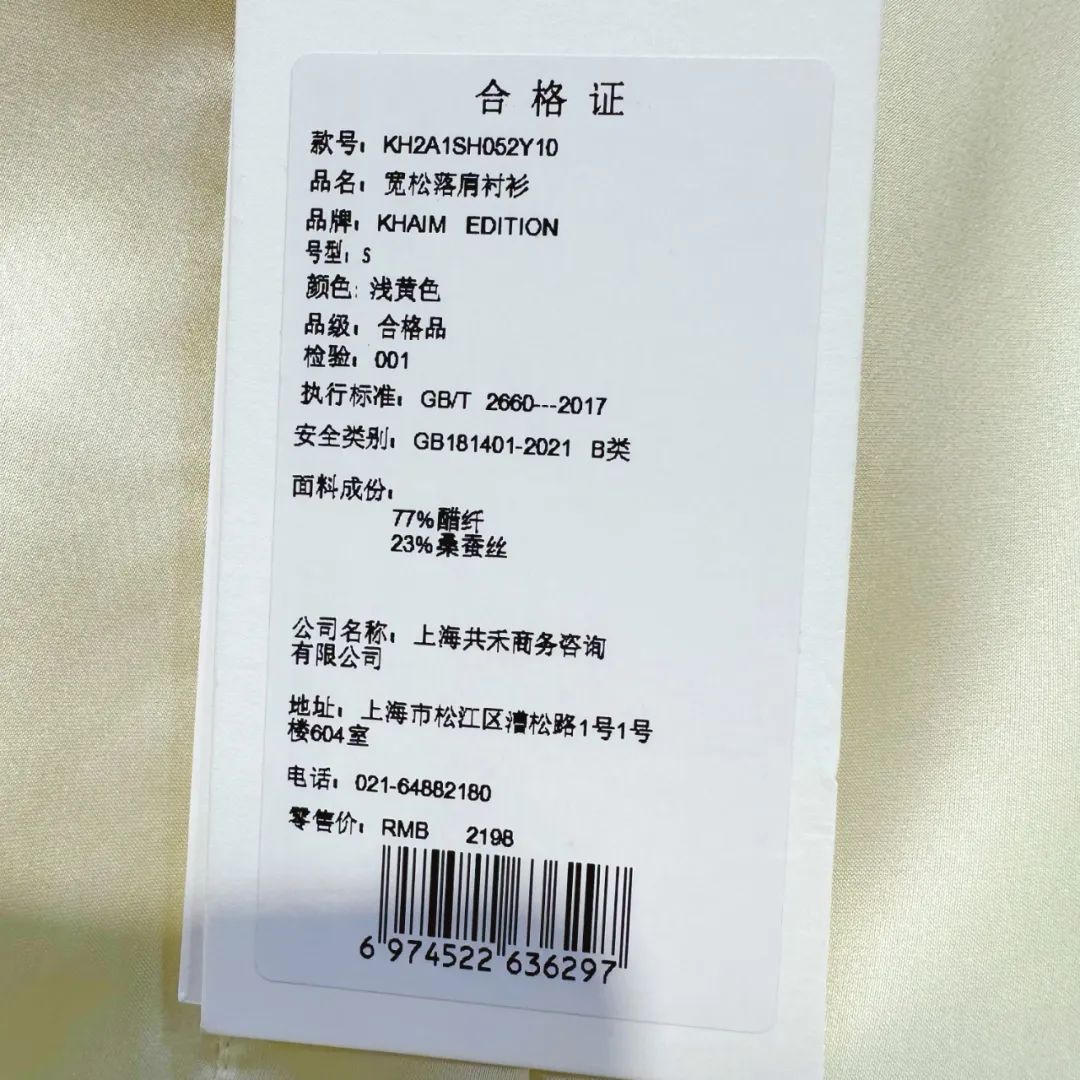 合格证
款号：KH2A1SH052Y10
品名：宽松落肩衬衫
品牌：KHAIM EDITION
号型：S
颜色：浅黄色
品级：合格品
检验：001
执行标准：GB/T 2660---2017
安全类别：GB181401-2021 B类
面料成份：
77%醋纤
23%桑蚕丝
公司名称：上海共禾商务咨询
有限公司
地址：上海市松江区漕松路1号1号
楼604室
电话：021-64882180
零售价：RMB 2198
6 974522 636297